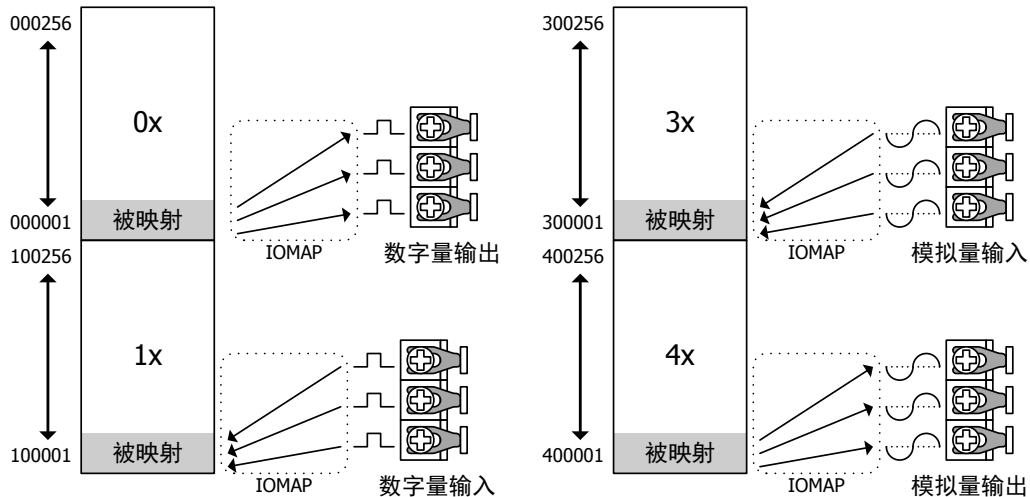 000256
0x
000001
被映射
IOMAP
数字量输出
100256
1x
100001
被映射
IOMAP
数字量输入
300256
3x
300001
被映射
IOMAP
模拟量输入
400256
4x
400001
被映射
IOMAP
模拟量输出